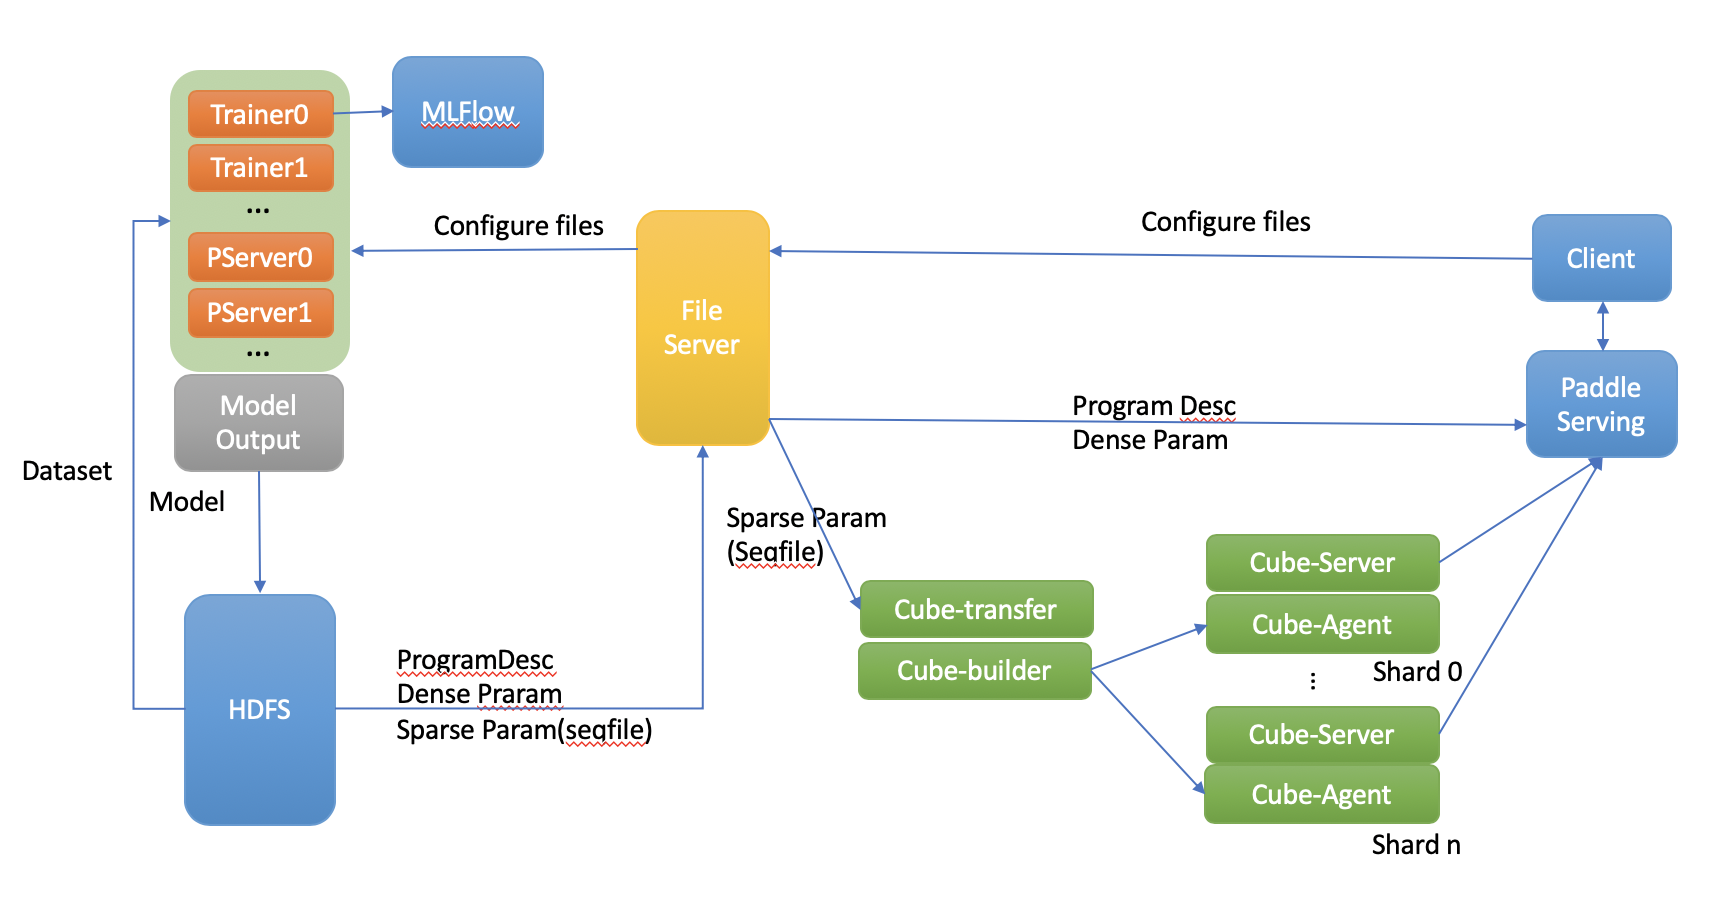 Trainer0
MLFlow
Trainer1
...
PServer0
PServer1
...
Model
Output
Configure files
File
Server
Configure files
Client
Paddle
Serving
Program Desc
Dense Param
Dataset
Model
HDFS
ProgramDesc
Dense Praram
Sparse Param(seqfile)
Sparse Param
(Seqfile)
Cube-transfer
Cube-builder
Cube-Server
Cube-Agent
Shard 0
...
Cube-Server
Cube-Agent
Shard n